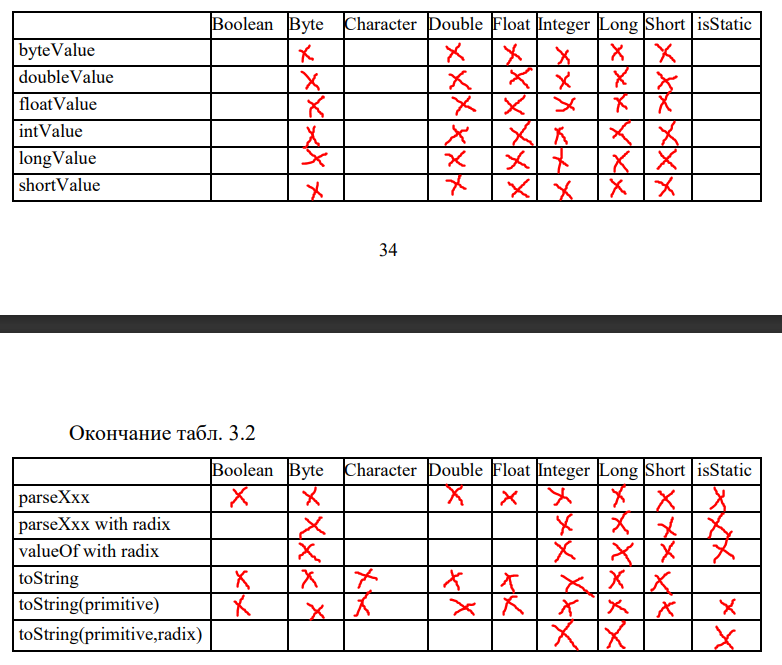 Boolean Byte Character Double Float Integer Long Short isStatic
byteValue X X X X X X
doubleValue X X X X X X
floatValue X X X X X X
intValue X X X X X X
longValue X X X X X X
shortValue X X X X X X
34
Окончание табл. 3.2
Boolean Byte Character Double Float Integer Long Short isStatic
parseXxx X X X X X X X X
parseXxx with radix X X X X X
valueOf with radix X X X X X
toString X X X X X X X X
toString(primitive) X X X X X X X X X
toString(primitive,radix) X X X